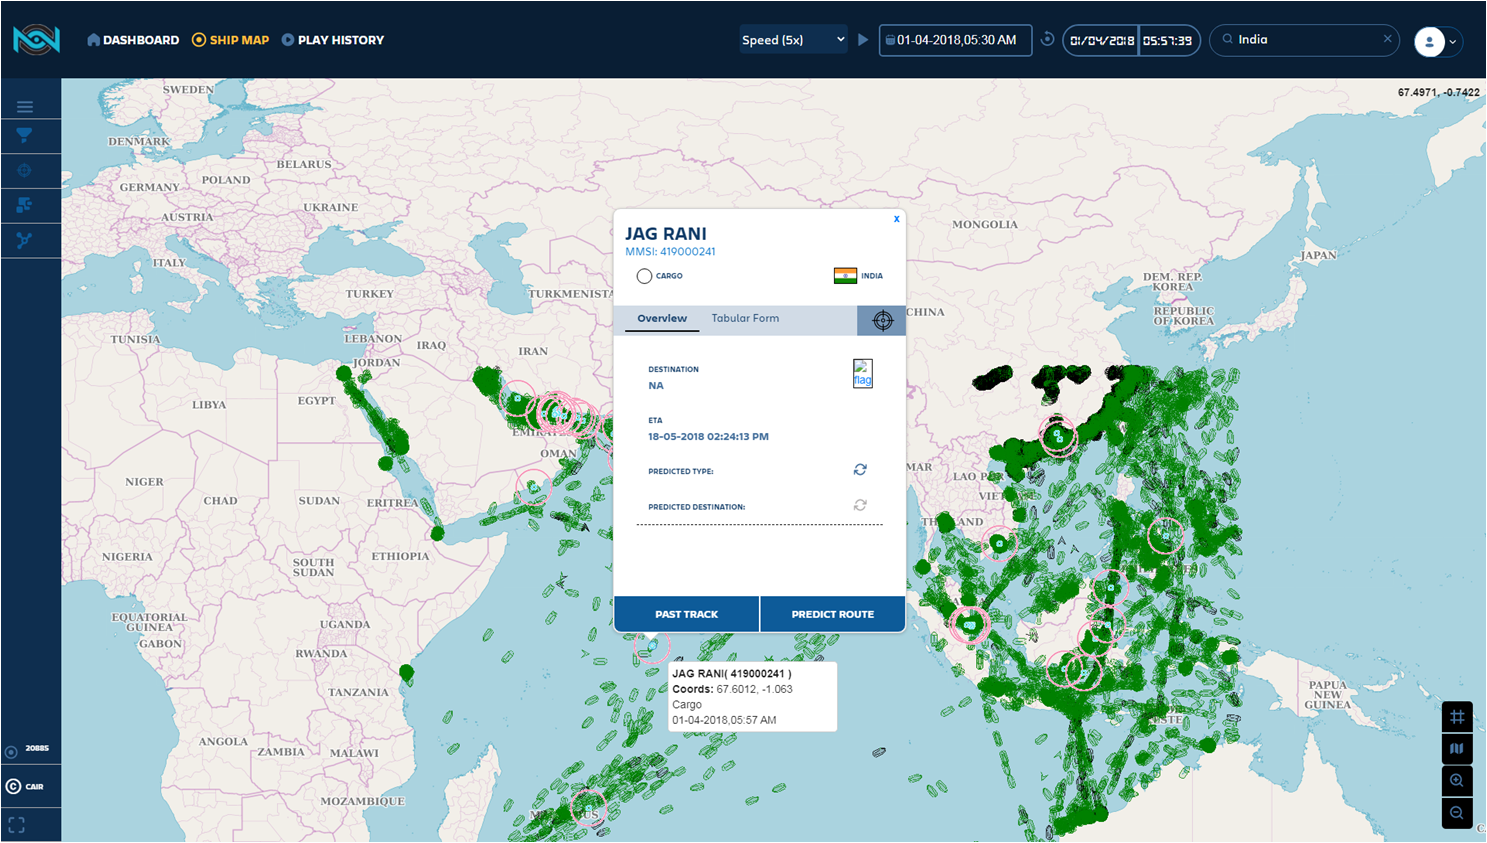 DASHBOARD
SHIP MAP
PLAY HISTORY
Speed (5x)
01-04-2018,05:30 AM
01/04/2018
05:57:39
India
67.4971, -0.7422
SWEDEN
DENMARK
BELARUS
POLAND
GERMANY
UKRAINE
AUSTRIA
MONGOLIA
ITALY
JAPAN
DEM. REP.
KOREA
TURKEY
TURKMENISTA
REPUBLIC
OF KOREA
CHINA
TUNISIA
LEBANON
IRAQ
IRAN
JORDAN
LIBYA
EGYPT
EMIRAT
OMAN
MAR
LAO P
VIET
NIGER
CHAD
SUDAN
ERITREA
NIGERIA
ETHIOPIA
SOUTH
SUDAN
EQUATORIAL
GUINEA
GABON
UGANDA
RWANDA
TANZANIA
PAPUA
NEW
GUINEA
ANGOLA
ZAMBIA
MALAWI
MOZAMBIQUE
JAG RANI
MMSI: 419000241
x
CARGO
INDIA
Overview
Tabular Form
DESTINATION
NA
flag
ETA
18-05-2018 02:24:13 PM
PREDICTED TYPE:
PREDICTED DESTINATION:
PAST TRACK
PREDICT ROUTE
JAG RANI( 419000241 )
Coords: 67.6012, -1.063
Cargo
01-04-2018,05:57 AM
20885
CAIR